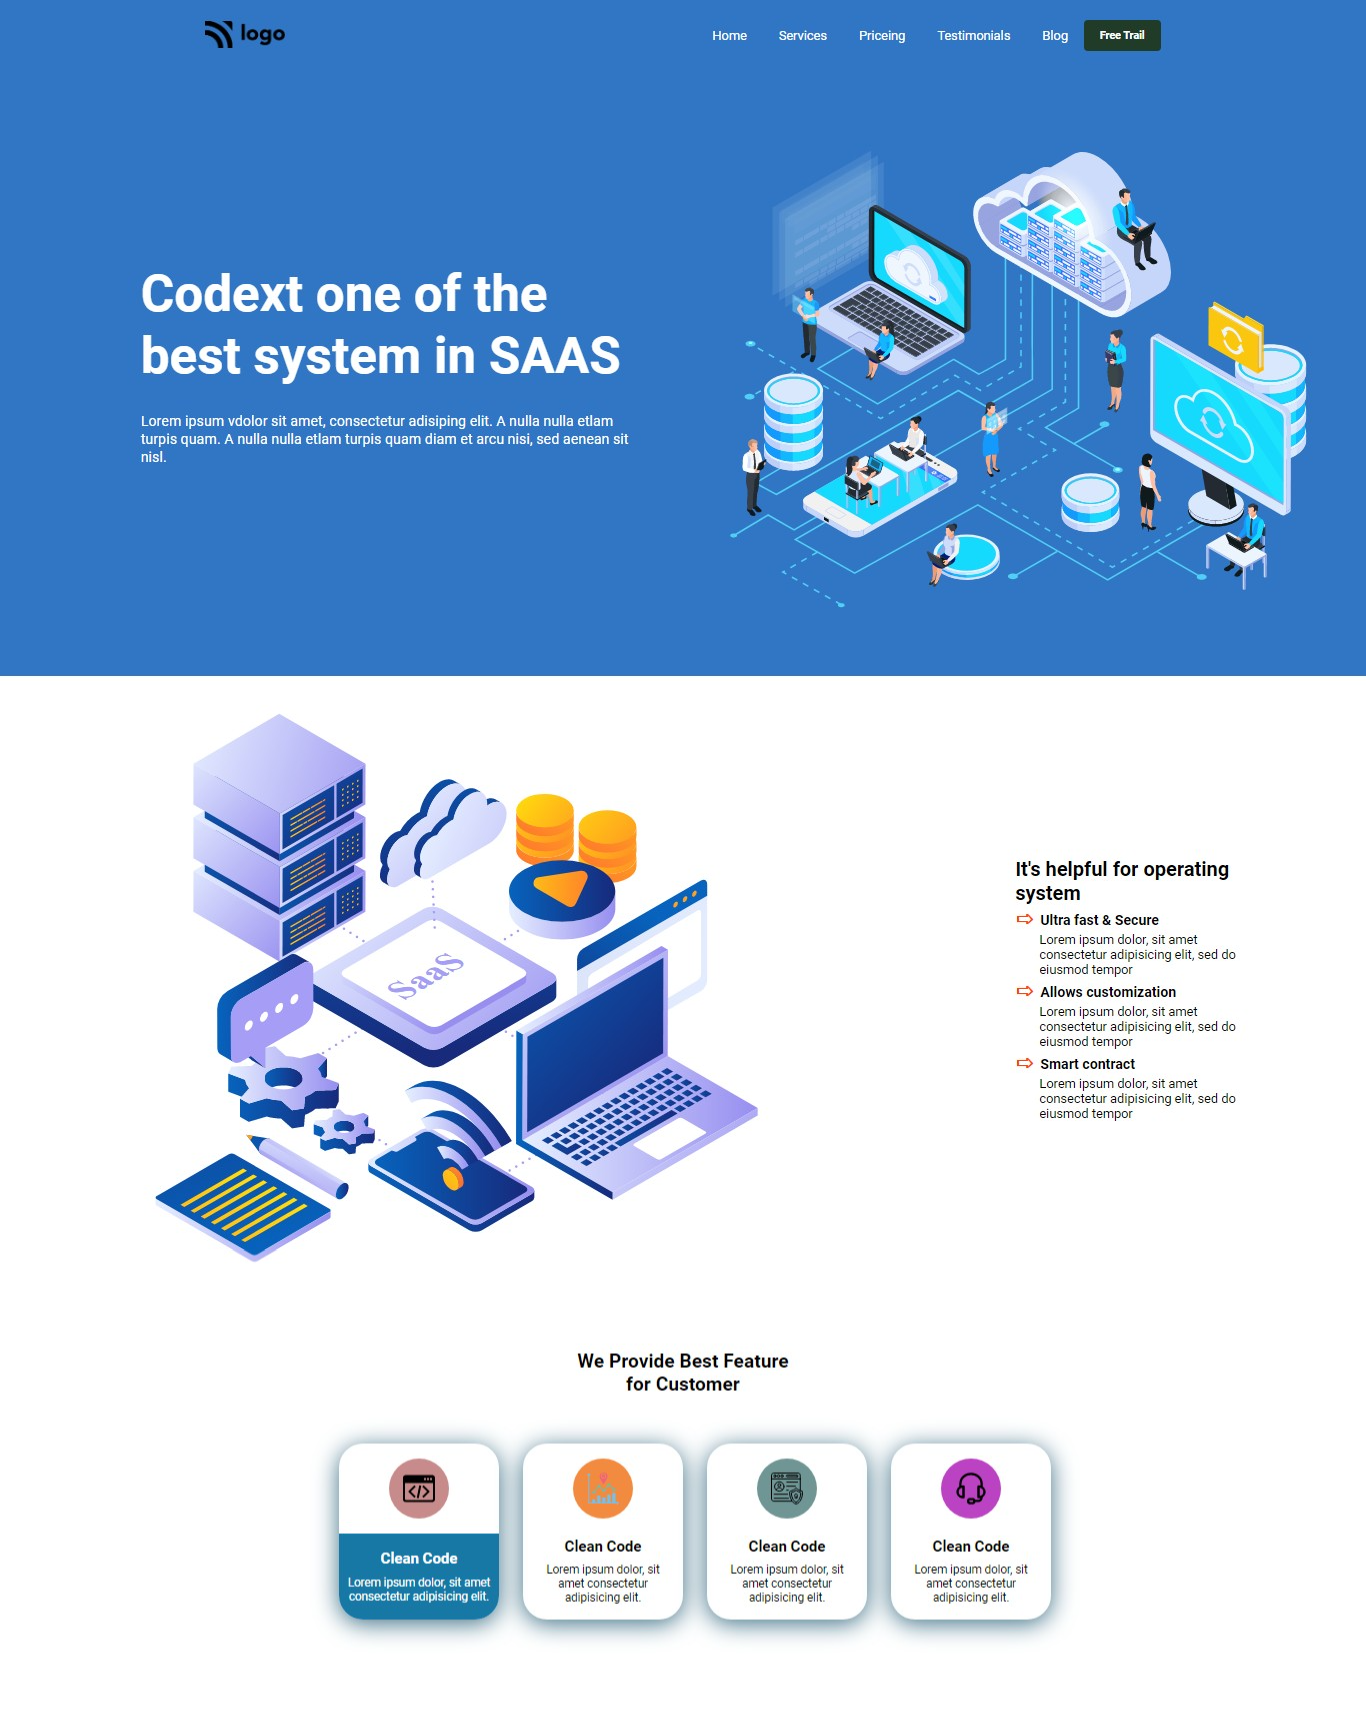 logo
Home Services Priceing Testimonials Blog Free Trail
Codext one of the
best system in SAAS
Lorem ipsum vdolor sit amet, consectetur adisiping elit. A nulla nulla etlam
turpis quam. A nulla nulla etlam turpis quam diam et arcu nisi, sed aenean sit
nisl.
SaaS
It's helpful for operating
system
Ultra fast & Secure
Lorem ipsum dolor, sit amet
consectetur adipisicing elit, sed do
eiusmod tempor
Allows customization
Lorem ipsum dolor, sit amet
consectetur adipisicing elit, sed do
eiusmod tempor
Smart contract
Lorem ipsum dolor, sit amet
consectetur adipisicing elit, sed do
eiusmod tempor
We Provide Best Feature
for Customer
Clean Code
Lorem ipsum dolor, sit amet
consectetur adipisicing elit.
Clean Code
Lorem ipsum dolor, sit
amet consectetur
adipisicing elit.
Clean Code
Lorem ipsum dolor, sit
amet consectetur
adipisicing elit.
Clean Code
Lorem ipsum dolor, sit
amet consectetur
adipisicing elit.